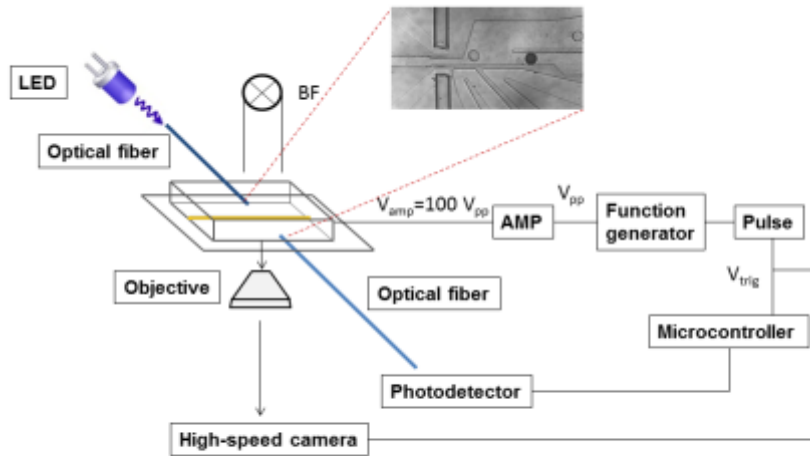 LED
BF
Optical fiber
V_amp=100 V_pp
AMP
V_pp
Function
generator
Pulse
V_trig
Objective
Optical fiber
Microcontroller
Photodetector
High-speed camera